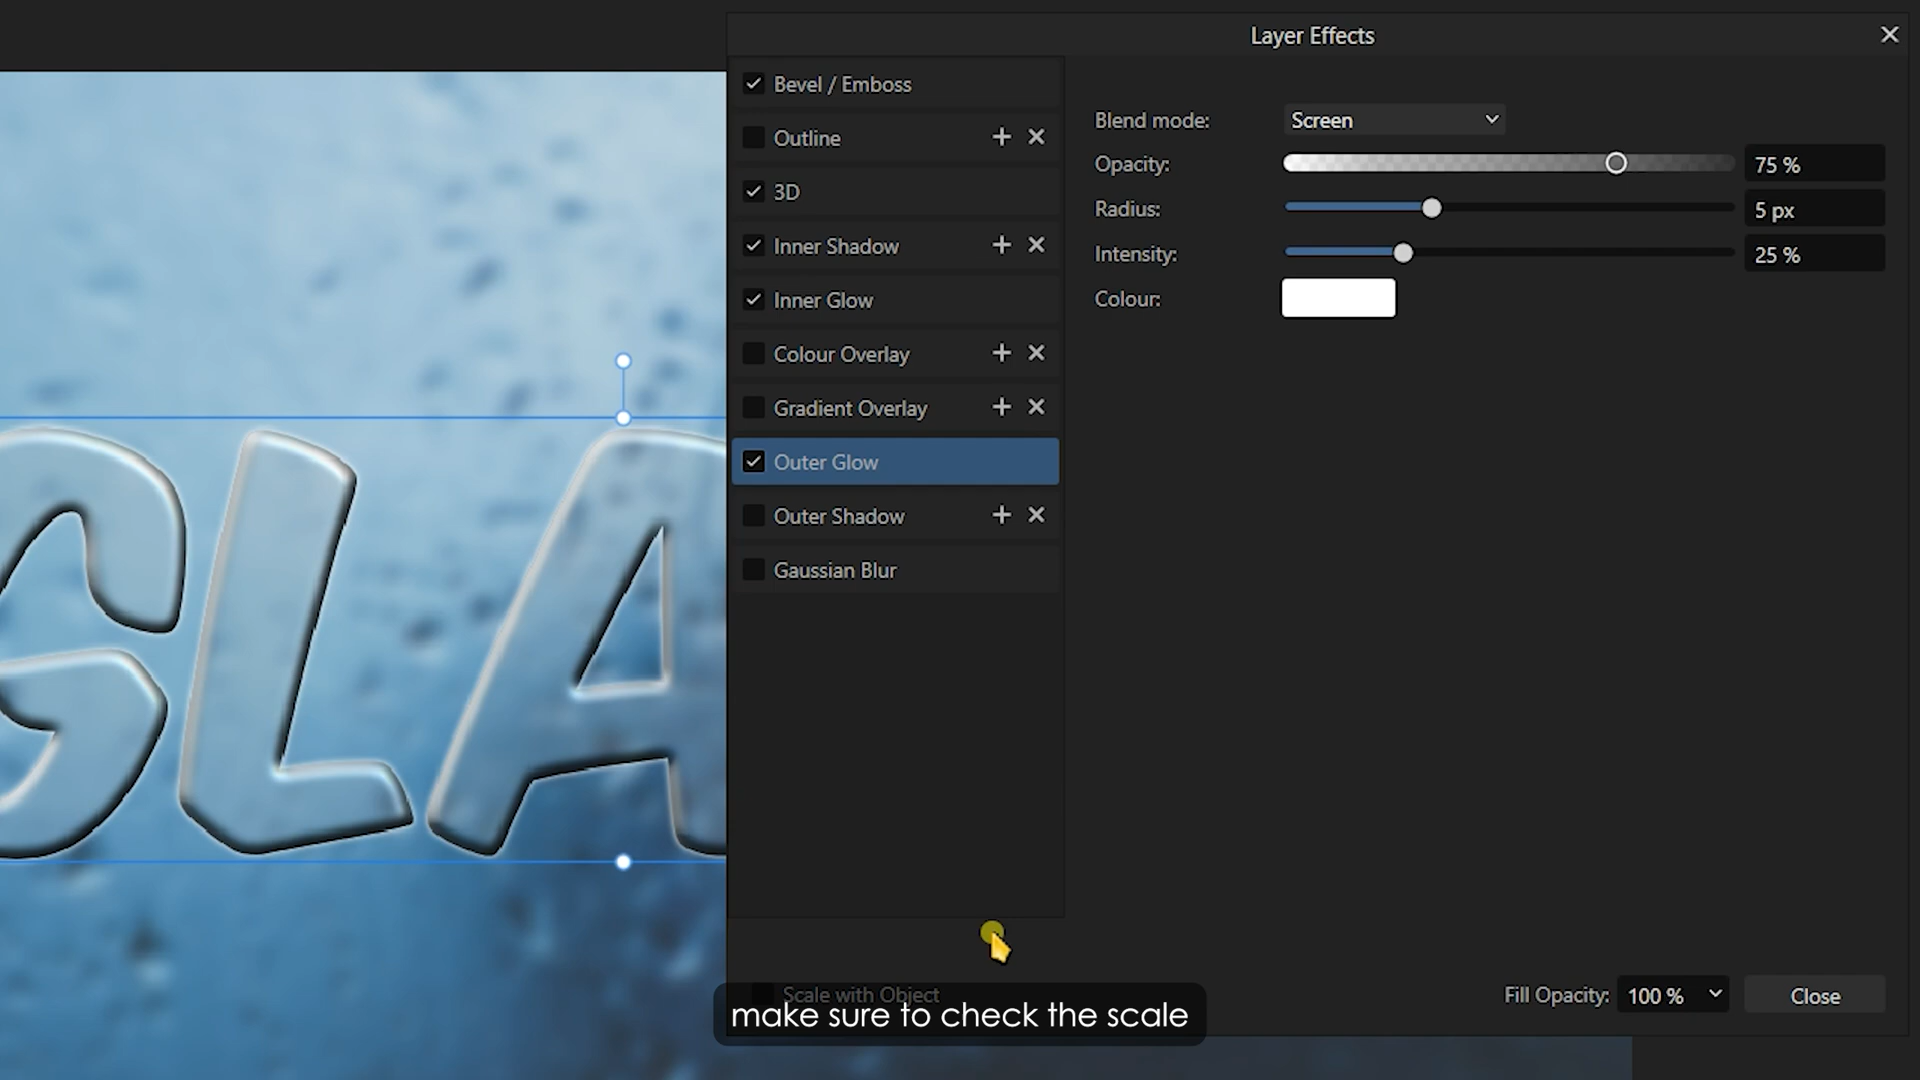 Layer Effects
Bevel / Emboss
Outline
3D
Inner Shadow
Inner Glow
Colour Overlay
Gradient Overlay
Outer Glow
Outer Shadow
Gaussian Blur
Blend mode: Screen
Opacity: 75 %
Radius: 5 px
Intensity: 25 %
Colour:
GLA
Scale with Object
Fill Opacity: 100 % Close
make sure to check the scale